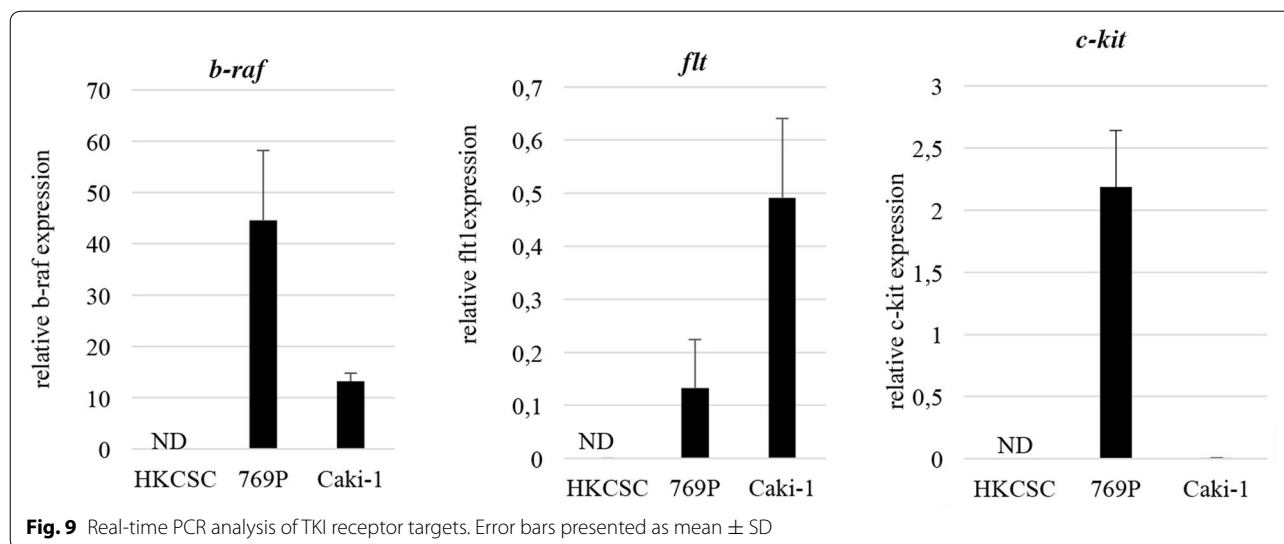 b-raf
relative b-raf expression
70
60
50
40
30
20
10
0
ND
HKCSC 769P Caki-1
flt
relative flt1expression
0,7
0,6
0,5
0,4
0,3
0,2
0,1
0
ND
HKCSC 769P Caki-1
c-kit
relative c-kit expression
3
2,5
2
1,5
1
0,5
0
ND
HKCSC 769P Caki-1
Fig. 9 Real-time PCR analysis of TKI receptor targets. Error bars presented as mean ± SD